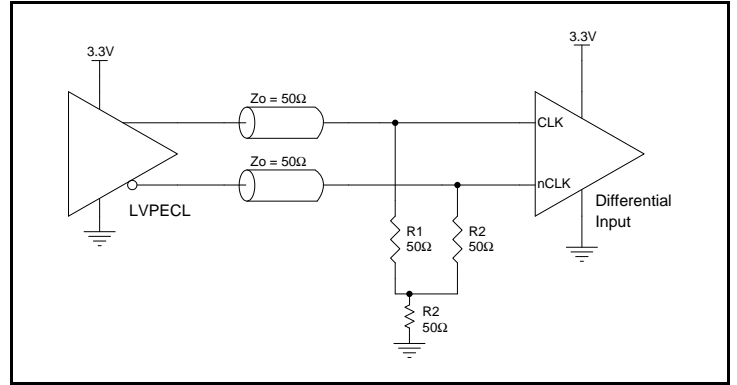 3.3V
3.3V
Zo = 50Ω
CLK
Zo = 50Ω
nCLK
LVPECL
Differential
Input
R1
50Ω
R2
50Ω
R2
50Ω